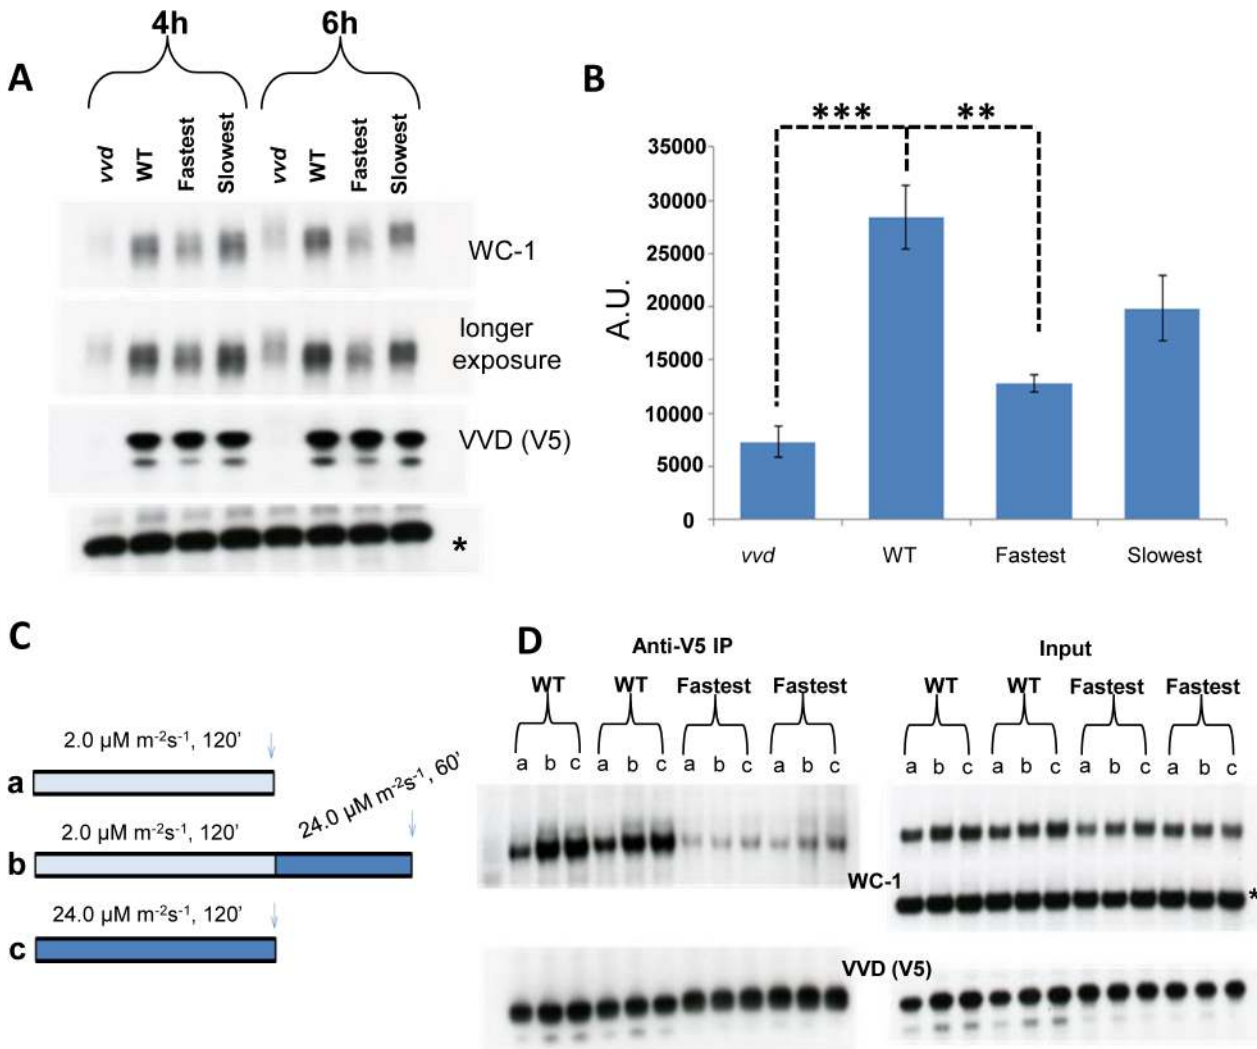 A
4h 6h
vvd WT Fastest Slowest vvd WT Fastest Slowest
WC-1
longer
exposure
VVD (V5)
*
B
*** **
A.U.
35000
30000
25000
20000
15000
10000
5000
0
vvd WT Fastest Slowest
C
2.0 µM m-2s-1, 120'
a
2.0 µM m-2s-1, 120' 24.0 µM m-2s-1, 60'
b
24.0 µM m-2s-1, 120'
c
D
Anti-V5 IP Input
WT WT Fastest Fastest WT WT Fastest Fastest
a b c a b c a b c a b c a b c a b c a b c a b c
WC-1
*
VVD (V5)